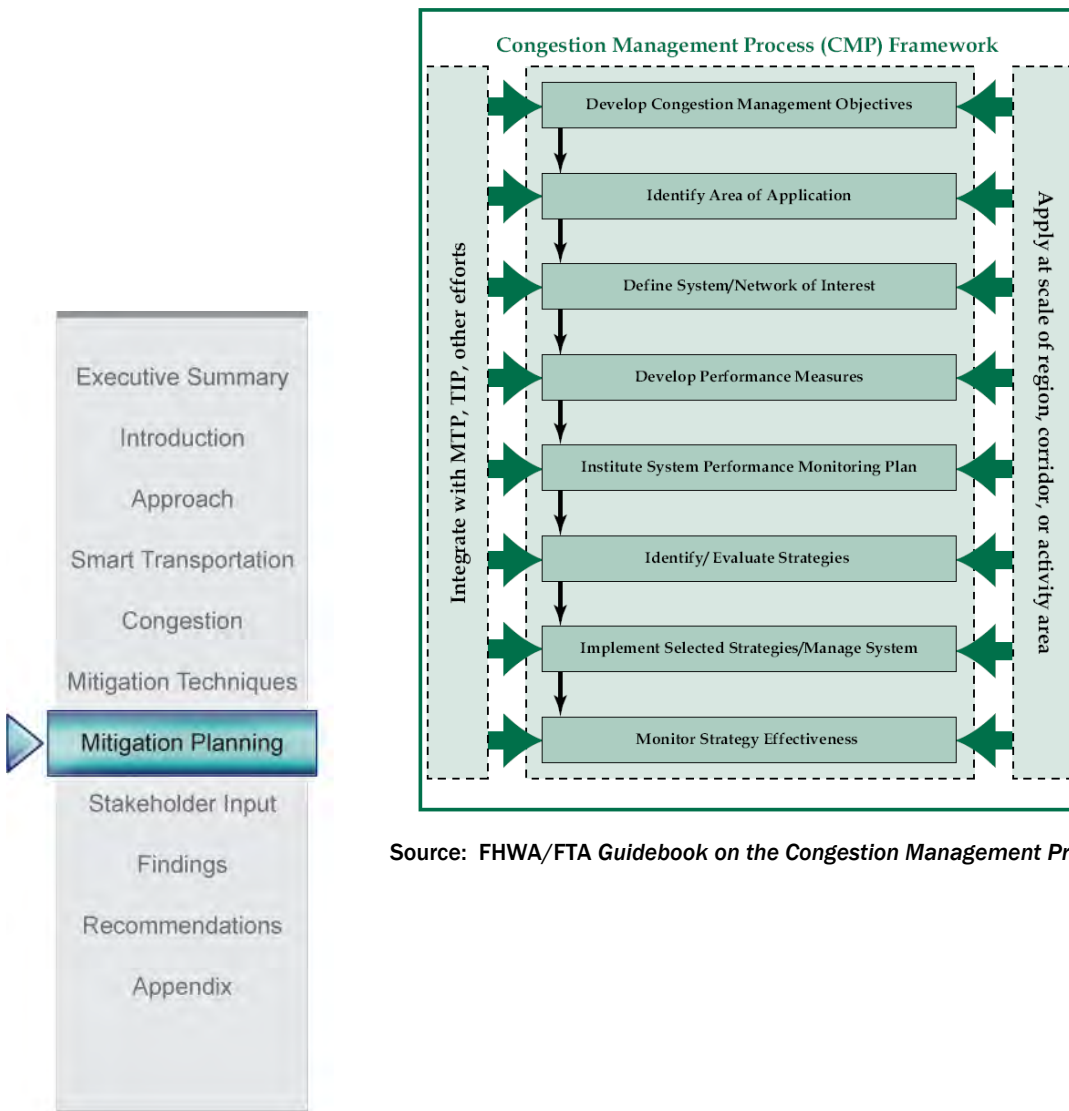 Congestion Management Process (CMP) Framework
Develop Congestion Management Objectives
Identify Area of Application
Define System/Network of Interest
Develop Performance Measures
Institute System Performance Monitoring Plan
Identify/ Evaluate Strategies
Implement Selected Strategies/Manage System
Monitor Strategy Effectiveness
Integrate with MTP, TIP, other efforts
Apply at scale of region, corridor, or activity area
Source: FHWA/FTA Guidebook on the Congestion Management
Executive Summary
Introduction
Approach
Smart Transportation
Congestion
Mitigation Techniques
Mitigation Planning
Stakeholder Input
Findings
Recommendations
Appendix